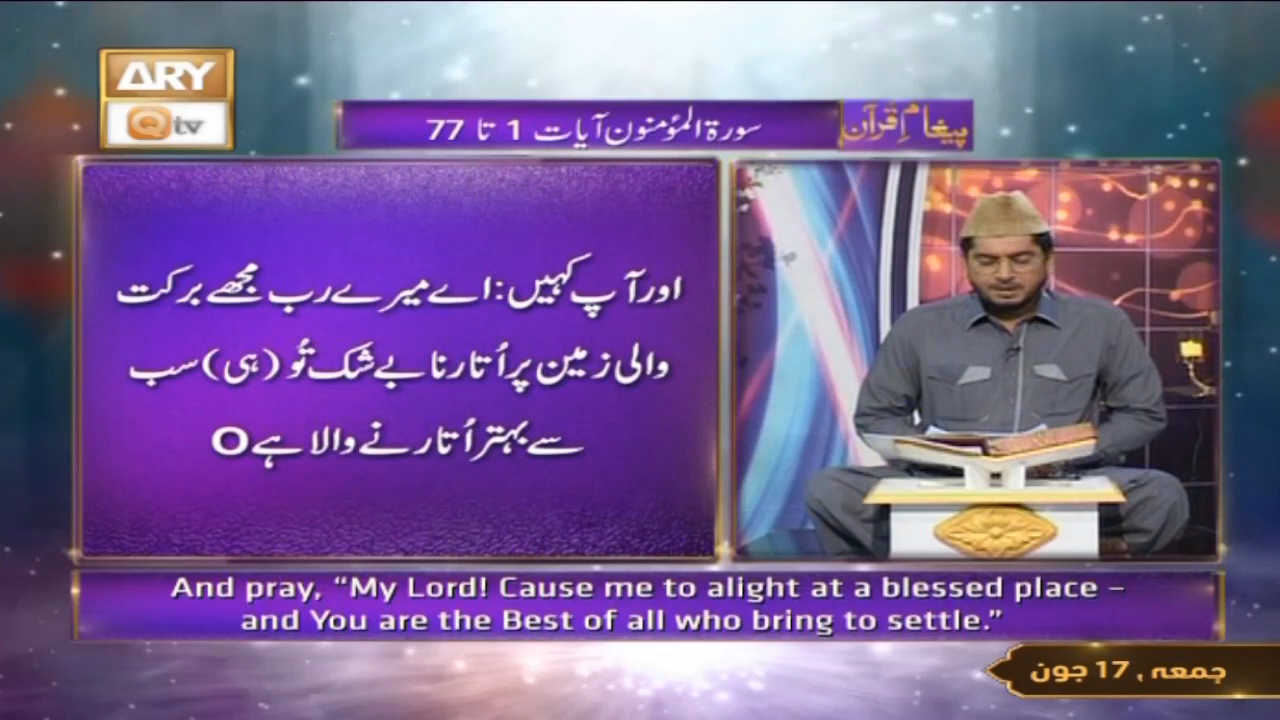 ARY
Qtv
پیغامِ قرآن
سورۃ المؤمنون آیات 1 تا 77
اور آپ کہیں: اے میرے رب مجھے برکت
والی زمین پر اُتارنا بے شک تُو (ہی) سب
سے بہتر اُتارنے والا ہے O
And pray, “My Lord! Cause me to alight at a blessed place –
and You are the Best of all who bring to settle.”
جمعہ , 17 جون